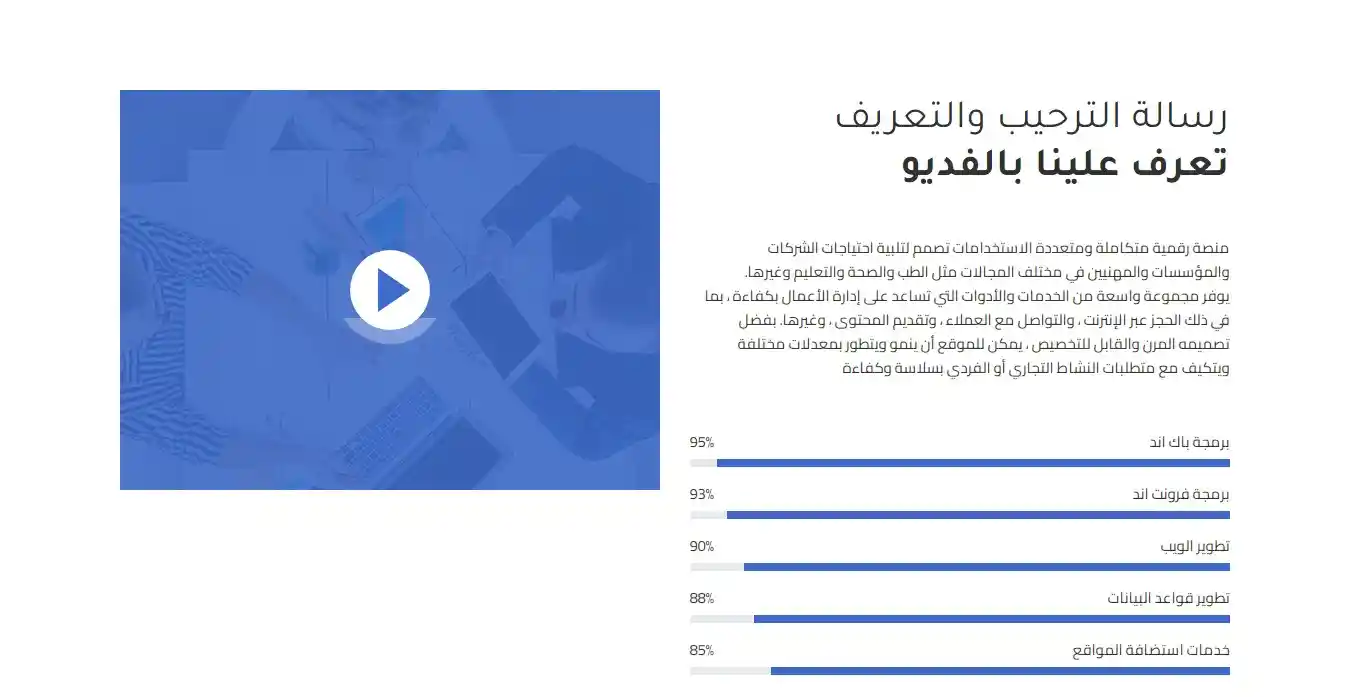 رسالة الترحيب والتعريف
تعرف علينا بالفديو
منصة رقمية متكاملة ومتعددة الاستخدامات تصمم لتلبية احتياجات الشركات
والمؤسسات والمهنيين في مختلف المجالات مثل الطب والصحة والتعليم وغيرها.
يوفر مجموعة واسعة من الخدمات والأدوات التي تساعد على إدارة الأعمال بكفاءة ، بما
في ذلك الحجز عبر الإنترنت ، والتواصل مع العملاء ، وتقديم المحتوى ، وغيرها. بفضل
تصميمه المرن والقابل للتخصيص ، يمكن للموقع أن ينمو ويتطور بمعدلات مختلفة
ويتكيف مع متطلبات النشاط التجاري أو الفردي بسلاسة وكفاءة
برمجة باك اند 95%
برمجة فرونت اند 93%
تطوير الويب 90%
تطوير قواعد البيانات 88%
خدمات استضافة المواقع 85%